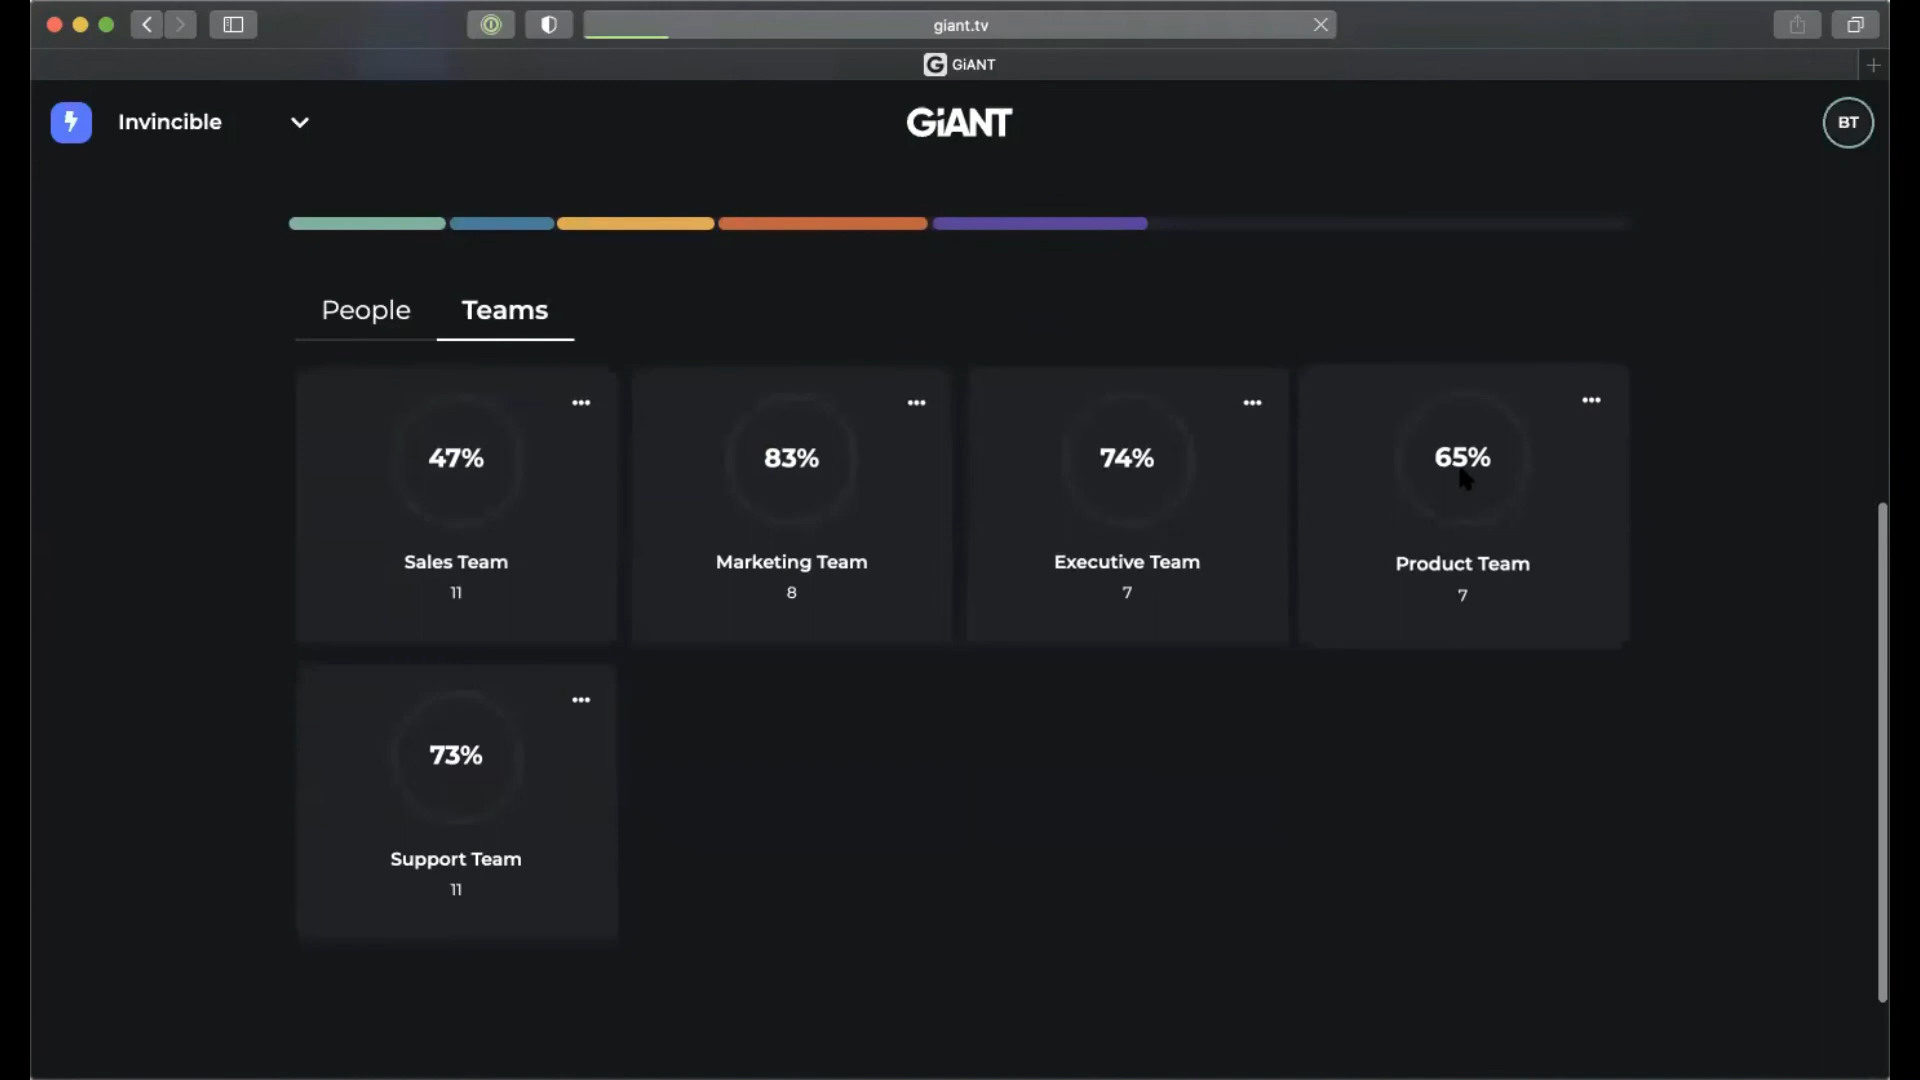 giant.tv
G GiANT
Invincible
GiANT
BT
People
Teams
47%
83%
74%
65%
Sales Team
Marketing Team
Executive Team
Product Team
11
8
7
7
73%
Support Team
11